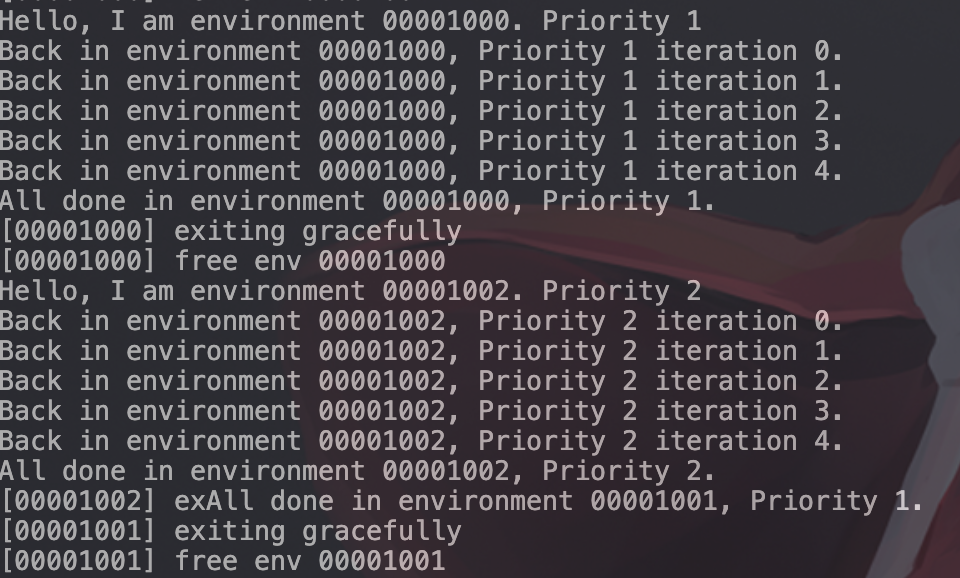 Hello, I am environment 00001000. Priority 1
Back in environment 00001000, Priority 1 iteration 0.
Back in environment 00001000, Priority 1 iteration 1.
Back in environment 00001000, Priority 1 iteration 2.
Back in environment 00001000, Priority 1 iteration 3.
Back in environment 00001000, Priority 1 iteration 4.
All done in environment 00001000, Priority 1.
[00001000] exiting gracefully
[00001000] free env 00001000
Hello, I am environment 00001002. Priority 2
Back in environment 00001002, Priority 2 iteration 0.
Back in environment 00001002, Priority 2 iteration 1.
Back in environment 00001002, Priority 2 iteration 2.
Back in environment 00001002, Priority 2 iteration 3.
Back in environment 00001002, Priority 2 iteration 4.
All done in environment 00001002, Priority 2.
[00001002] exAll done in environment 00001001, Priority 1.
[00001001] exiting gracefully
[00001001] free env 00001001